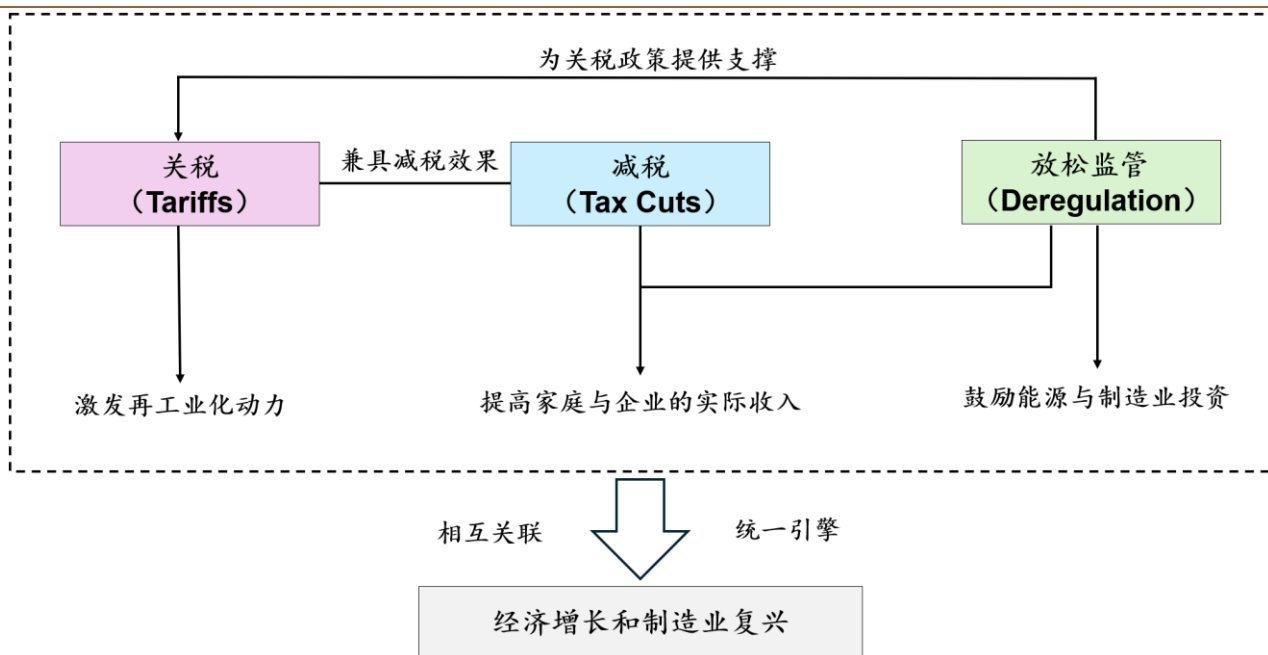 为关税政策提供支撑
关税
（Tariffs）
兼具减税效果
减税
（Tax Cuts）
放松监管
（Deregulation）
激发再工业化动力
提高家庭与企业的实际收入
鼓励能源与制造业投资
相互关联
统一引擎
经济增长和制造业复兴